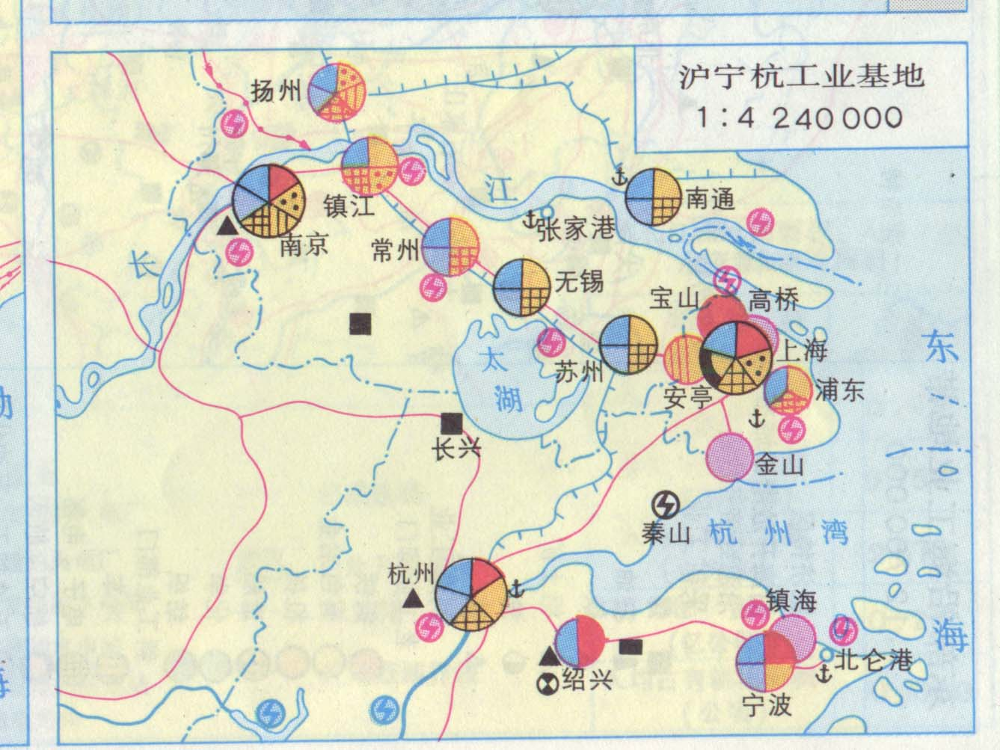 沪宁杭工业基地
1:4 240 000
扬州
镇江
南京
长
江
常州
张家港
南通
无锡
宝山
高桥
太
湖
苏州
上海
安亭
浦东
东
海
长兴
金山
秦山
杭州湾
杭州
镇海
北仑港
绍兴
宁波